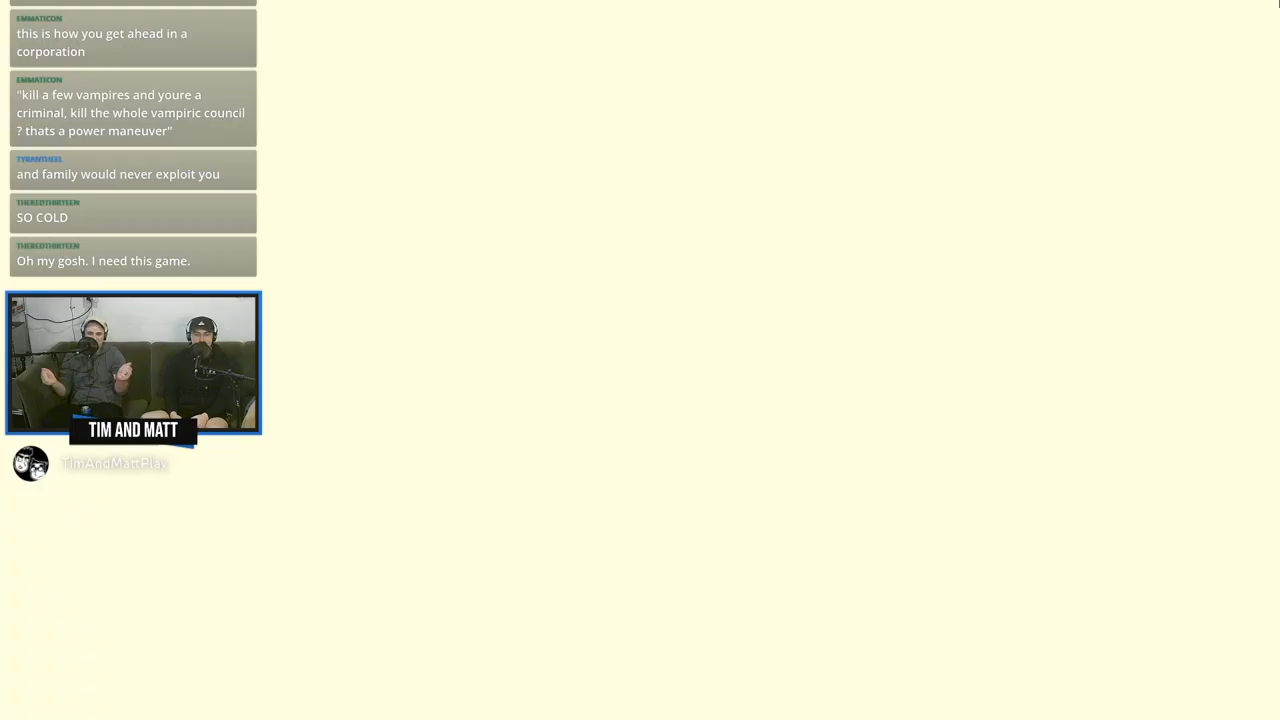 EMMATICON
this is how you get ahead in a
corporation
EMMATICON
"kill a few vampires and youre a
criminal, kill the whole vampiric council
? thats a power maneuver"
TYRANTHEEL
and family would never exploit you
THEREDTHIRTEEN
SO COLD
THEREDTHIRTEEN
Oh my gosh. I need this game.
TIM AND MATT
TimAndMattPlay